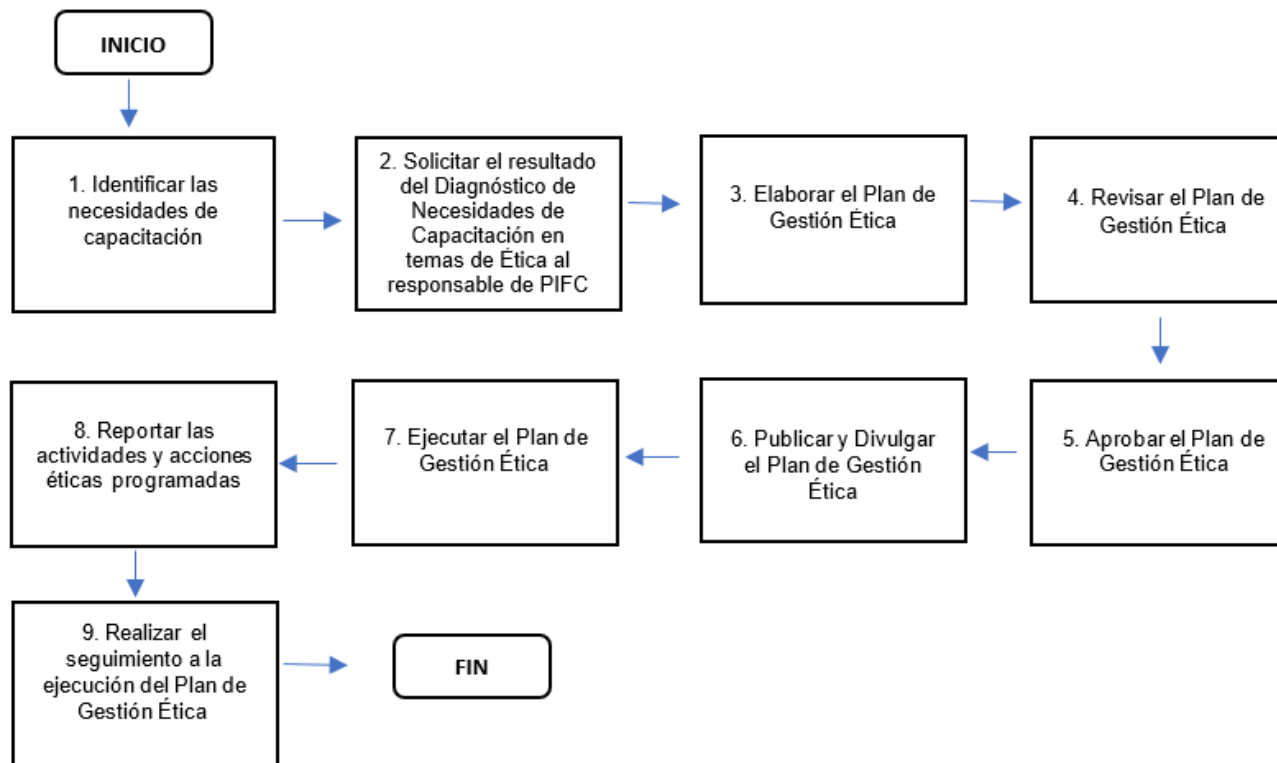 INICIO
1. Identificar las
necesidades de
capacitación
2. Solicitar el resultado
del Diagnóstico de
Necesidades de
Capacitación en
temas de Ética al
responsable de PIFC
3. Elaborar el Plan de
Gestión Ética
4. Revisar el Plan de
Gestión Ética
5. Aprobar el Plan de
Gestión Ética
6. Publicar y Divulgar
el Plan de Gestión
Ética
7. Ejecutar el Plan de
Gestión Ética
8. Reportar las
actividades y acciones
éticas programadas
9. Realizar el
seguimiento a la
ejecución del Plan de
Gestión Ética
FIN